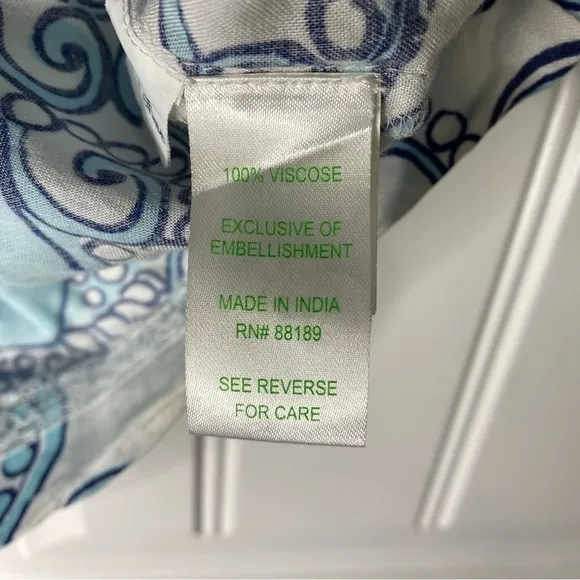 100% VISCOSE
EXCLUSIVE OF
EMBELLISHMENT
MADE IN INDIA
RN# 88189
SEE REVERSE
FOR CARE